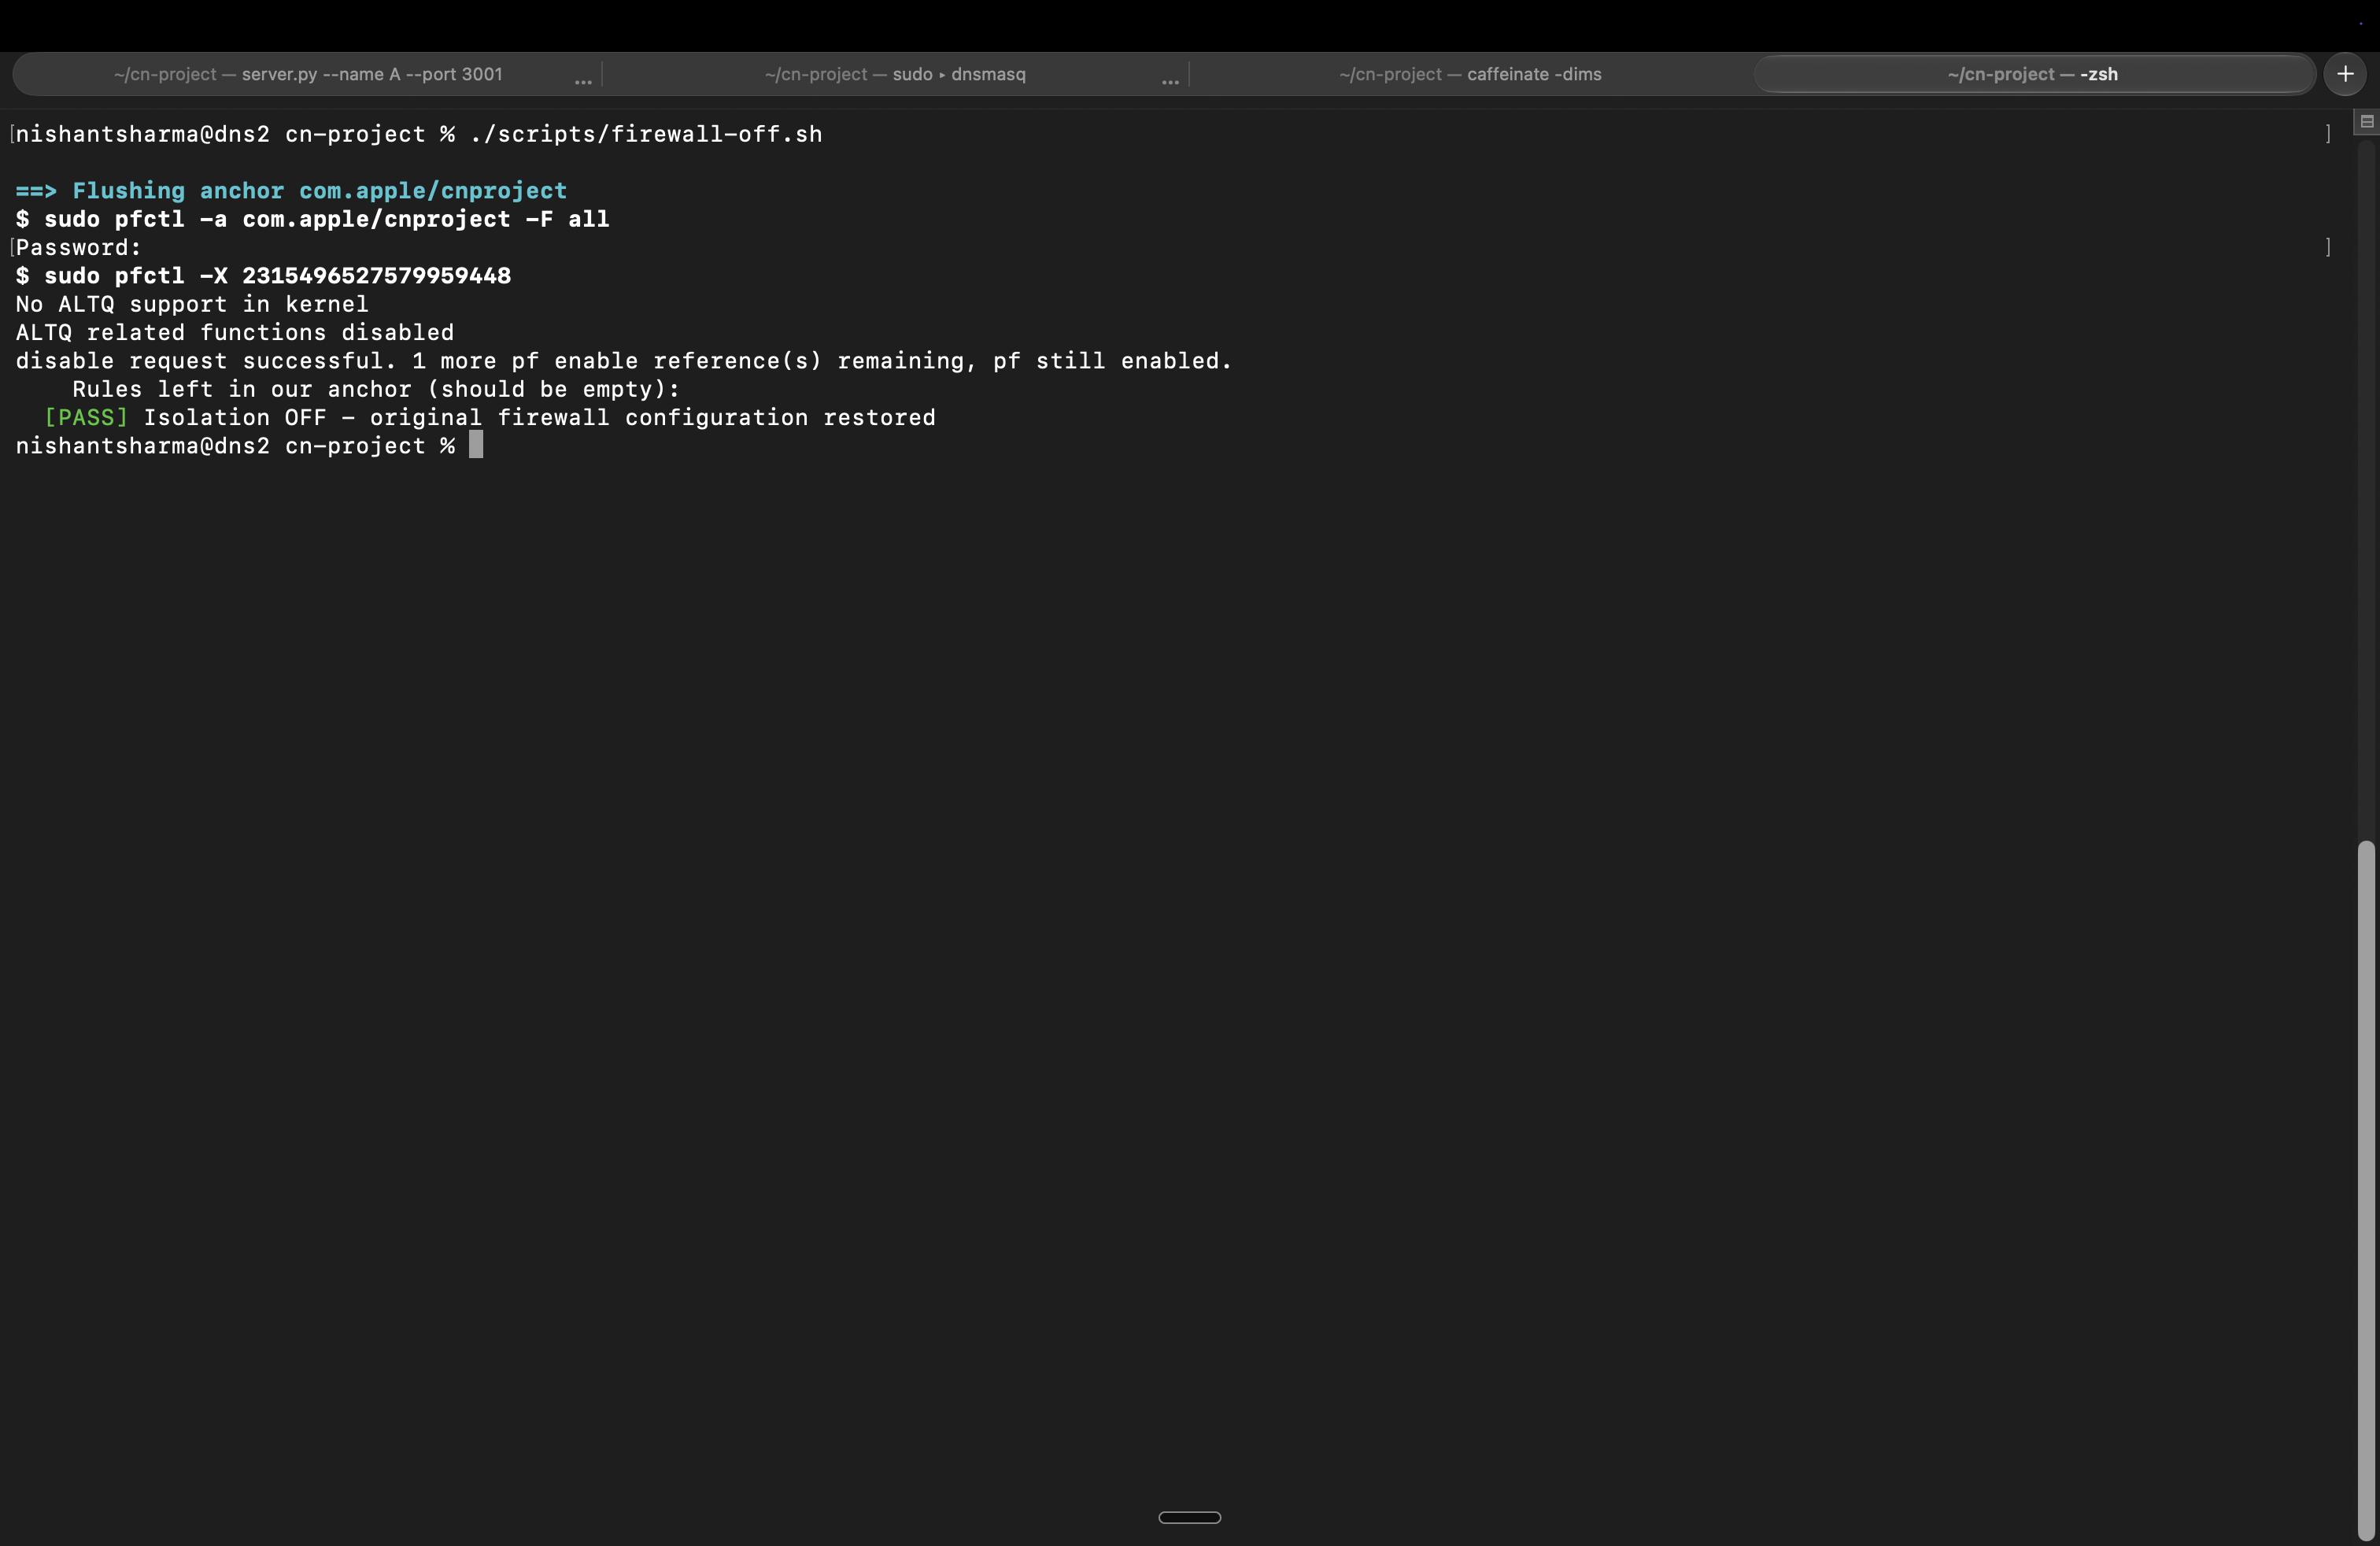 ~/cn-project — server.py --name A --port 3001 ...
~/cn-project — sudo ▸ dnsmasq ...
~/cn-project — caffeinate -dims
~/cn-project — -zsh
+
[nishantsharma@dns2 cn-project % ./scripts/firewall-off.sh ]
==> Flushing anchor com.apple/cnproject
$ sudo pfctl -a com.apple/cnproject -F all
[Password: ]
$ sudo pfctl -X 2315496527579959448
No ALTQ support in kernel
ALTQ related functions disabled
disable request successful. 1 more pf enable reference(s) remaining, pf still enabled.
Rules left in our anchor (should be empty):
[PASS] Isolation OFF - original firewall configuration restored
nishantsharma@dns2 cn-project %